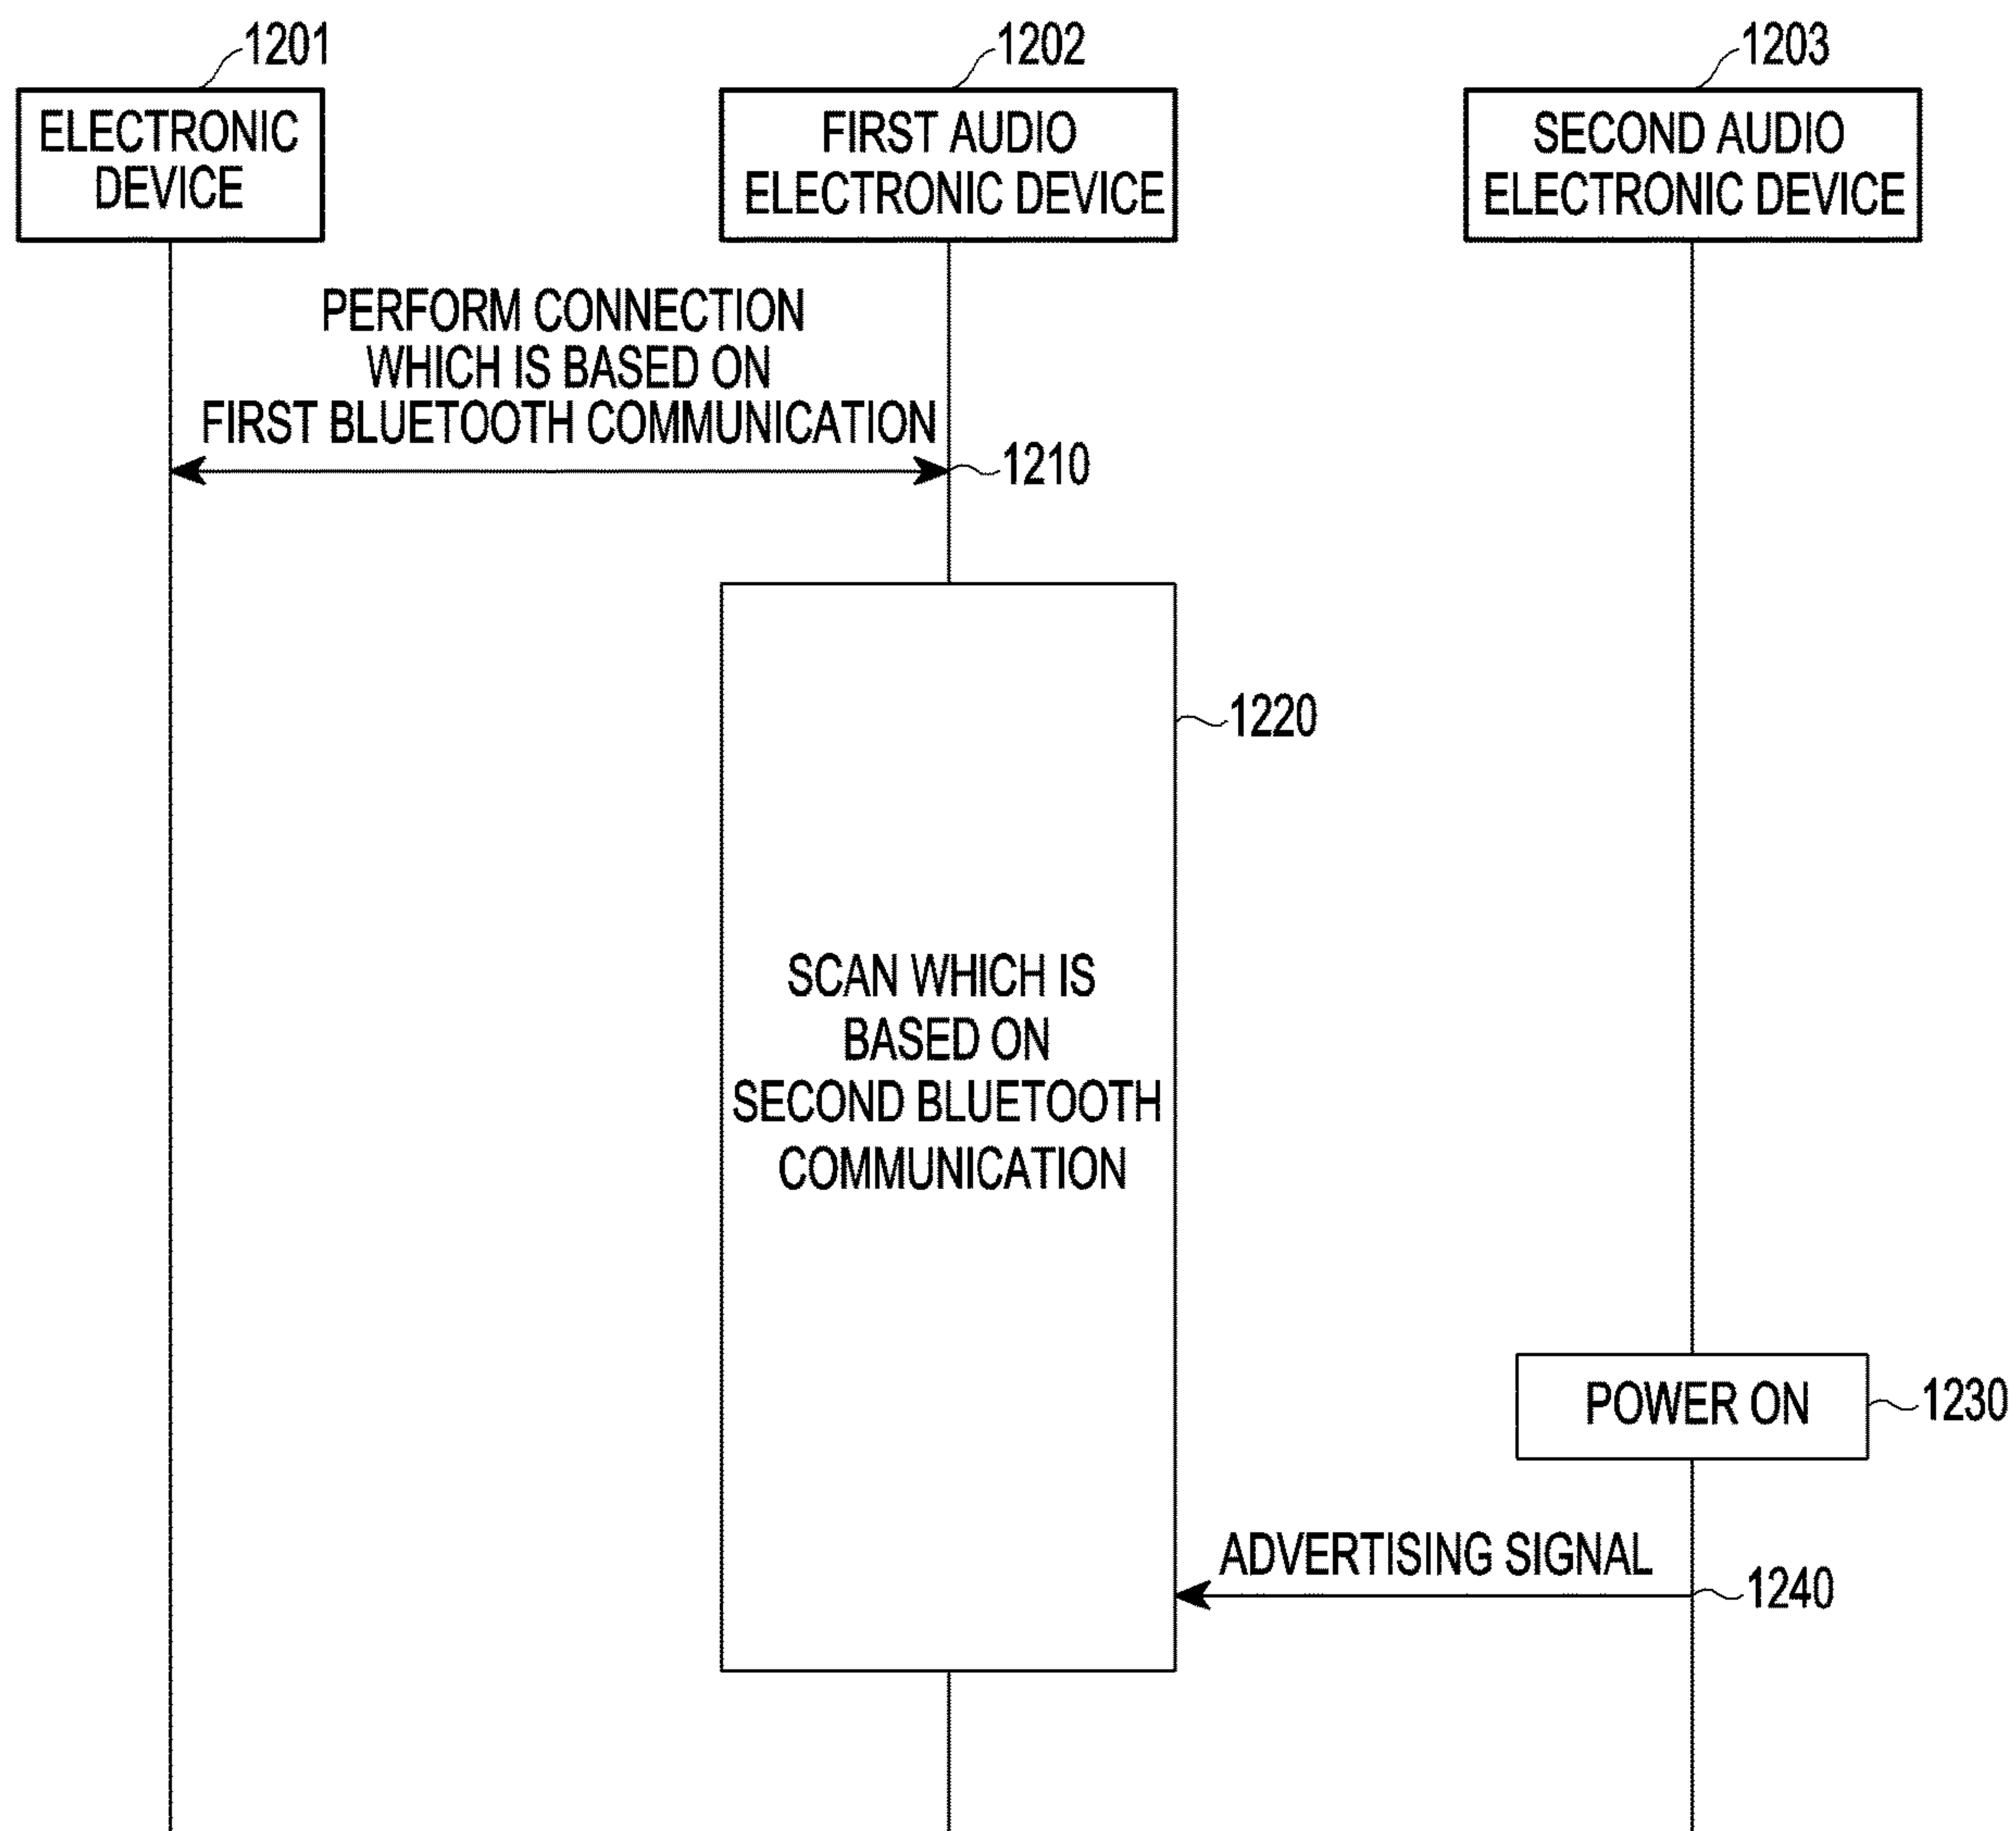 1201
1202
1203
ELECTRONIC
DEVICE
FIRST AUDIO
ELECTRONIC DEVICE
SECOND AUDIO
ELECTRONIC DEVICE
PERFORM CONNECTION
WHICH IS BASED ON
FIRST BLUETOOTH COMMUNICATION
1210
1220
SCAN WHICH IS
BASED ON
SECOND BLUETOOTH
COMMUNICATION
POWER ON
1230
ADVERTISING SIGNAL
1240